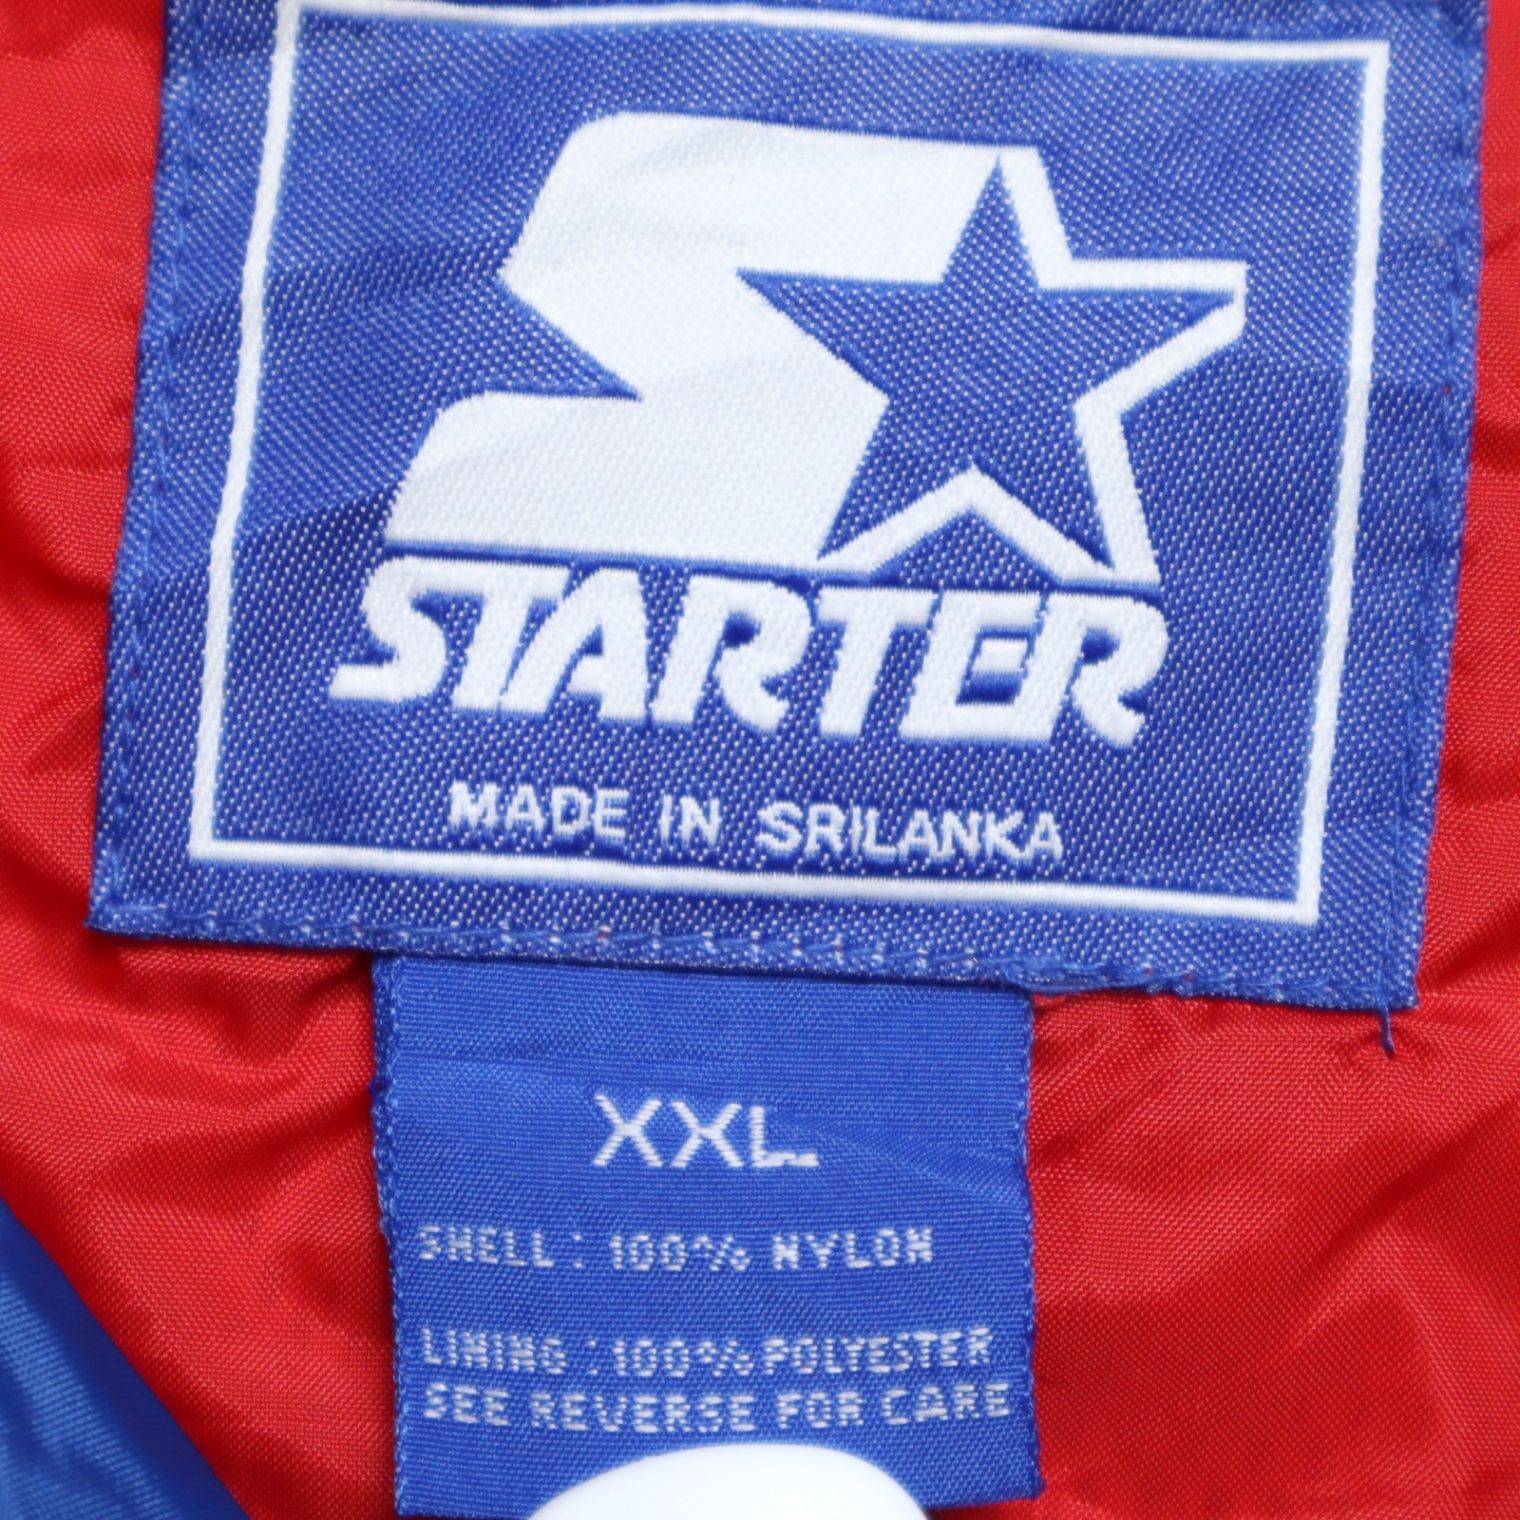 STARTER
MADE IN SRILANKA
XXL
SHELL : 100% NYLON
LINING : 100% POLYESTER
SEE REVERSE FOR CARE